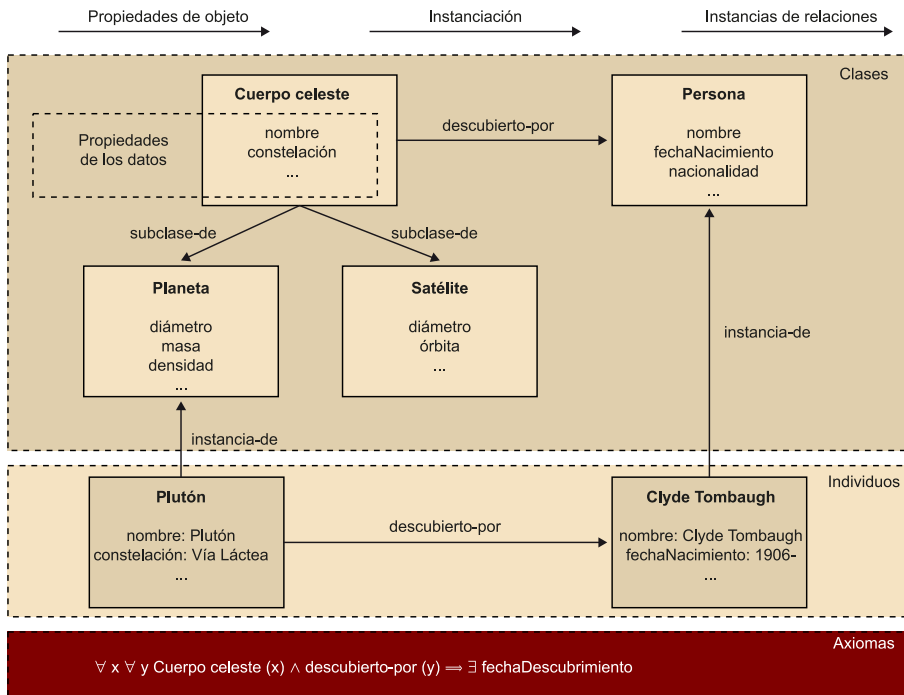 Propiedades de objeto
Instanciación
Instancias de relaciones
Clases
Cuerpo celeste
nombre
constelación
...
Propiedades
de los datos
descubierto-por
Persona
nombre
fechaNacimiento
nacionalidad
...
subclase-de
subclase-de
Planeta
diámetro
masa
densidad
...
Satélite
diámetro
órbita
...
instancia-de
instancia-de
Individuos
Plutón
nombre: Plutón
constelación: Vía Láctea
...
descubierto-por
Clyde Tombaugh
nombre: Clyde Tombaugh
fechaNacimiento: 1906-
...
Axiomas
∀ x ∀ y Cuerpo celeste (x) ∧ descubierto-por (y) ⟹ ∃ fechaDescubrimiento